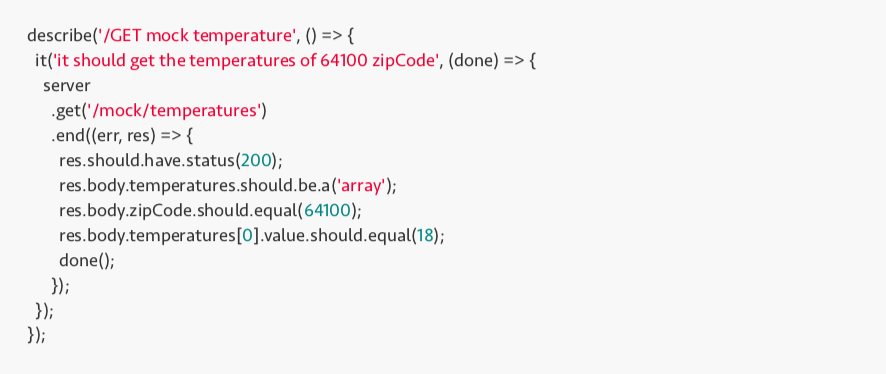 describe('/GET mock temperature', () => {
it('it should get the temperatures of 64100 zipCode', (done) => {
server
.get('/mock/temperatures')
.end((err, res) => {
res.should.have.status(200);
res.body.temperatures.should.be.a('array');
res.body.zipCode.should.equal(64100);
res.body.temperatures[0].value.should.equal(18);
done();
});
});
});